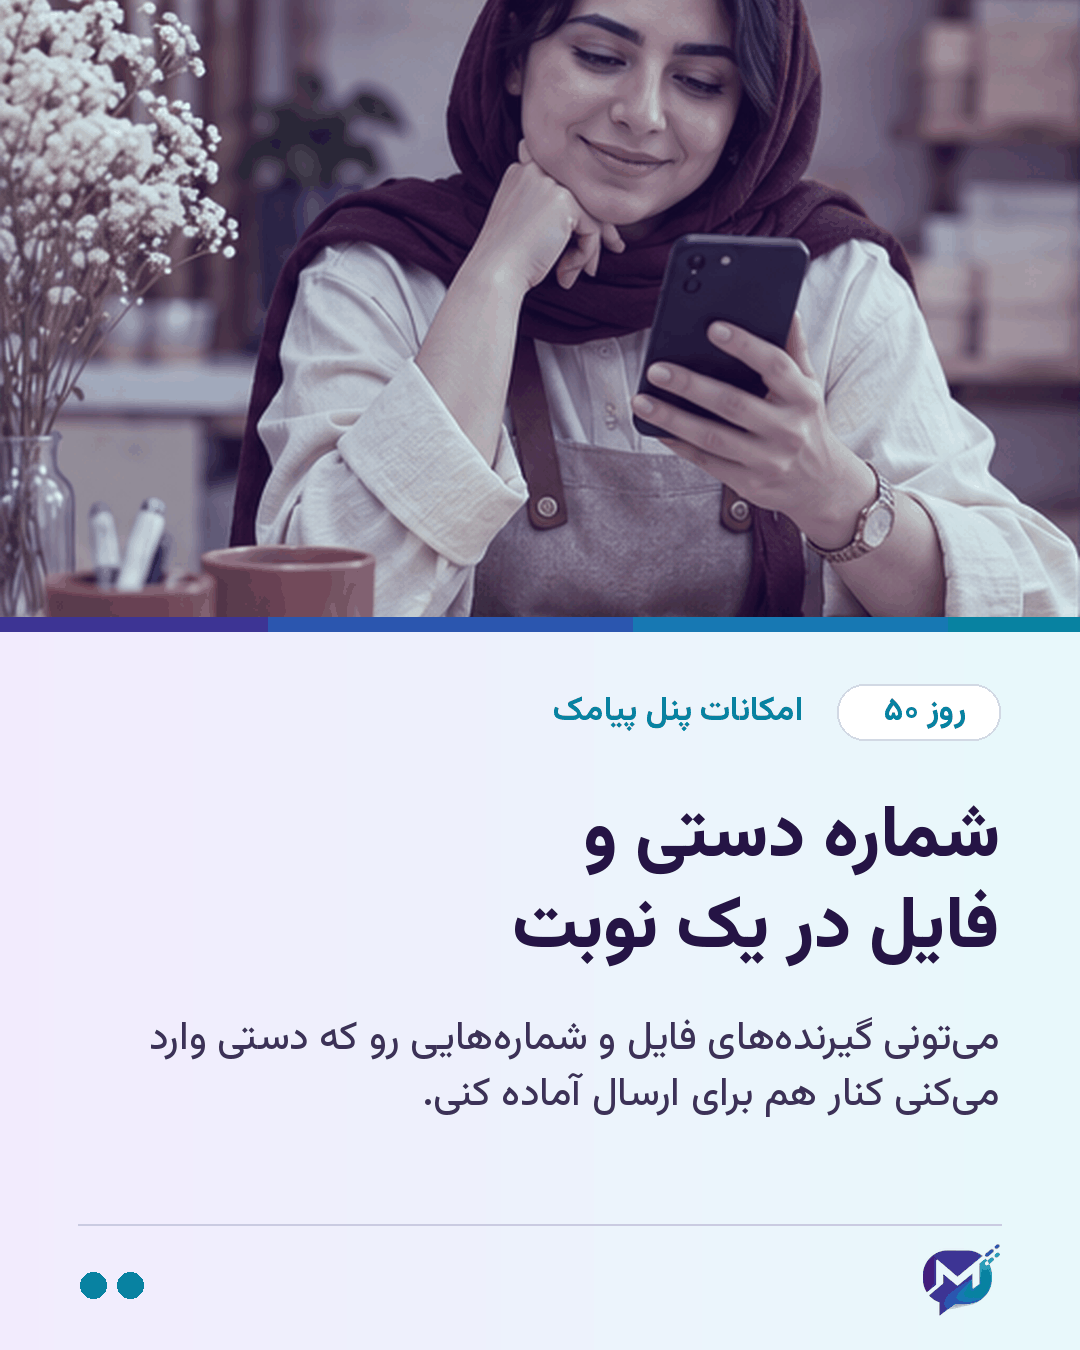 روز ۵۰
امکانات پنل پیامک
شماره دستی و
فایل در یک نوبت
می‌تونی گیرنده‌های فایل و شماره‌هایی رو که دستی وارد
می‌کنی کنار هم برای ارسال آماده کنی.